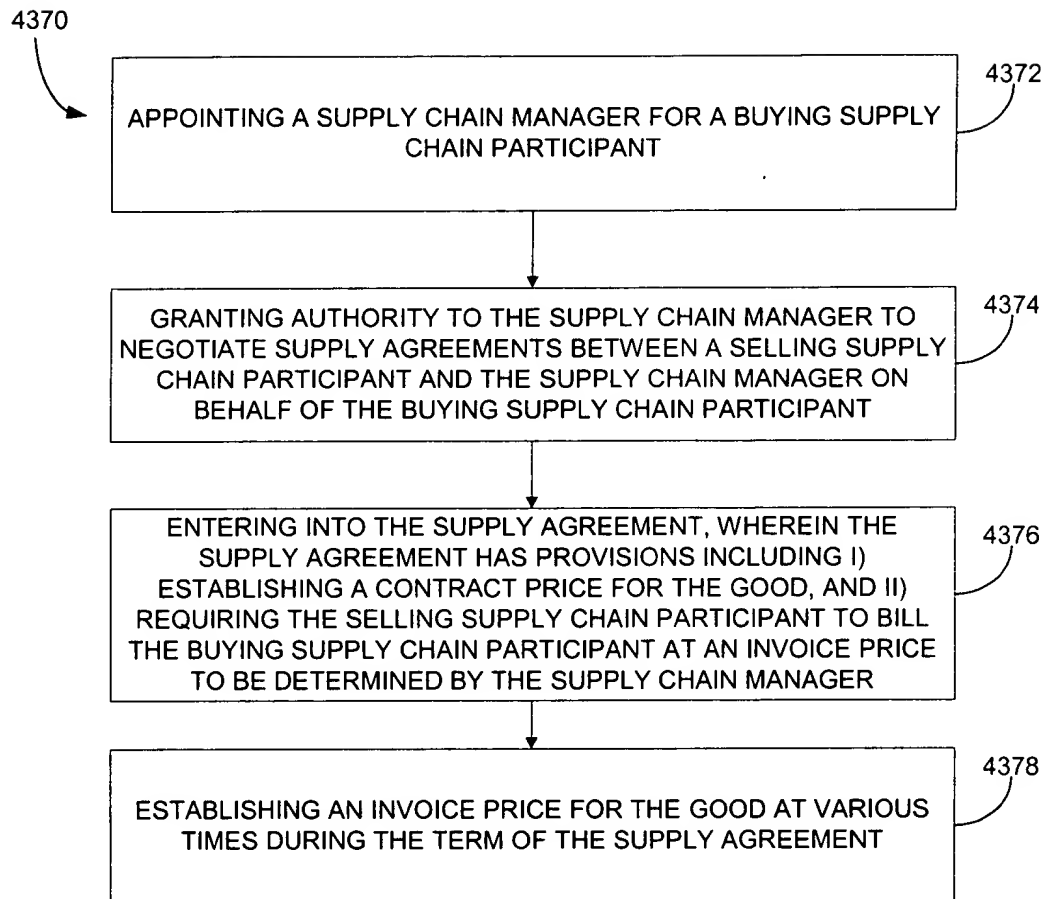 4370
4372
APPOINTING A SUPPLY CHAIN MANAGER FOR A BUYING SUPPLY
CHAIN PARTICIPANT
4374
GRANTING AUTHORITY TO THE SUPPLY CHAIN MANAGER TO
NEGOTIATE SUPPLY AGREEMENTS BETWEEN A SELLING SUPPLY
CHAIN PARTICIPANT AND THE SUPPLY CHAIN MANAGER ON
BEHALF OF THE BUYING SUPPLY CHAIN PARTICIPANT
4376
ENTERING INTO THE SUPPLY AGREEMENT, WHEREIN THE
SUPPLY AGREEMENT HAS PROVISIONS INCLUDING I)
ESTABLISHING A CONTRACT PRICE FOR THE GOOD, AND II)
REQUIRING THE SELLING SUPPLY CHAIN PARTICIPANT TO BILL
THE BUYING SUPPLY CHAIN PARTICIPANT AT AN INVOICE PRICE
TO BE DETERMINED BY THE SUPPLY CHAIN MANAGER
4378
ESTABLISHING AN INVOICE PRICE FOR THE GOOD AT VARIOUS
TIMES DURING THE TERM OF THE SUPPLY AGREEMENT